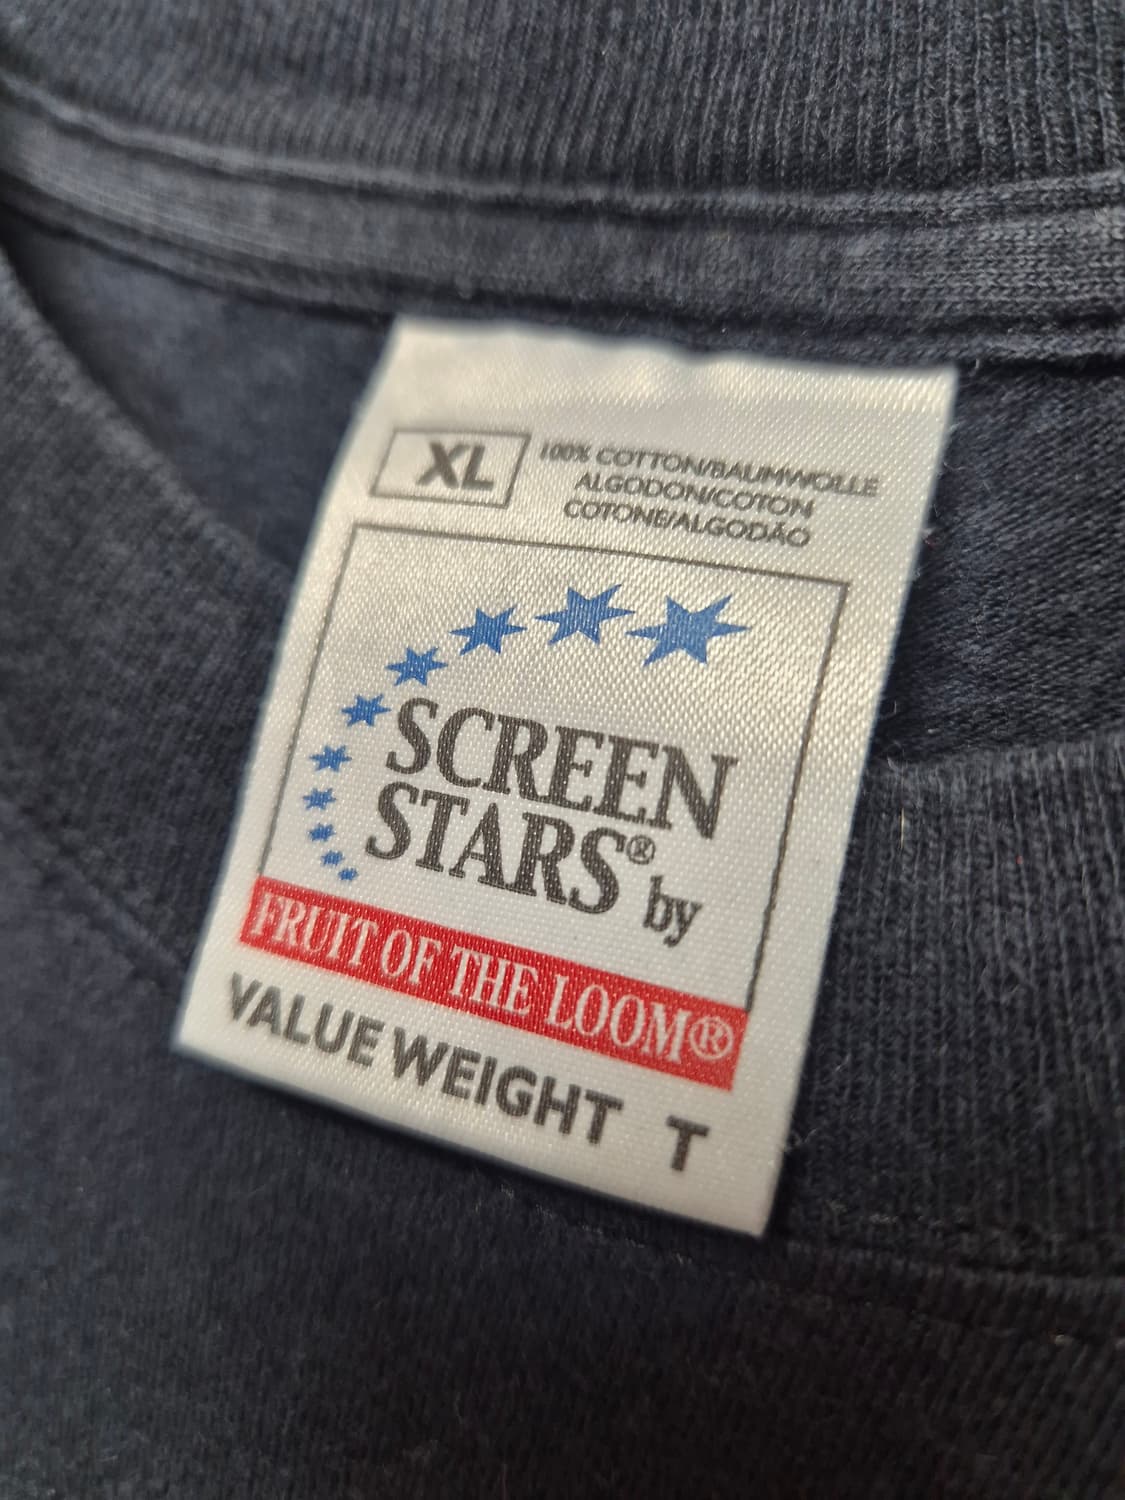 XL
100% COTTON/BAUMWOLLE
ALGODON/COTON
COTONE/ALGODÃO
SCREEN
STARS® by
FRUIT OF THE LOOM®
VALUE WEIGHT T